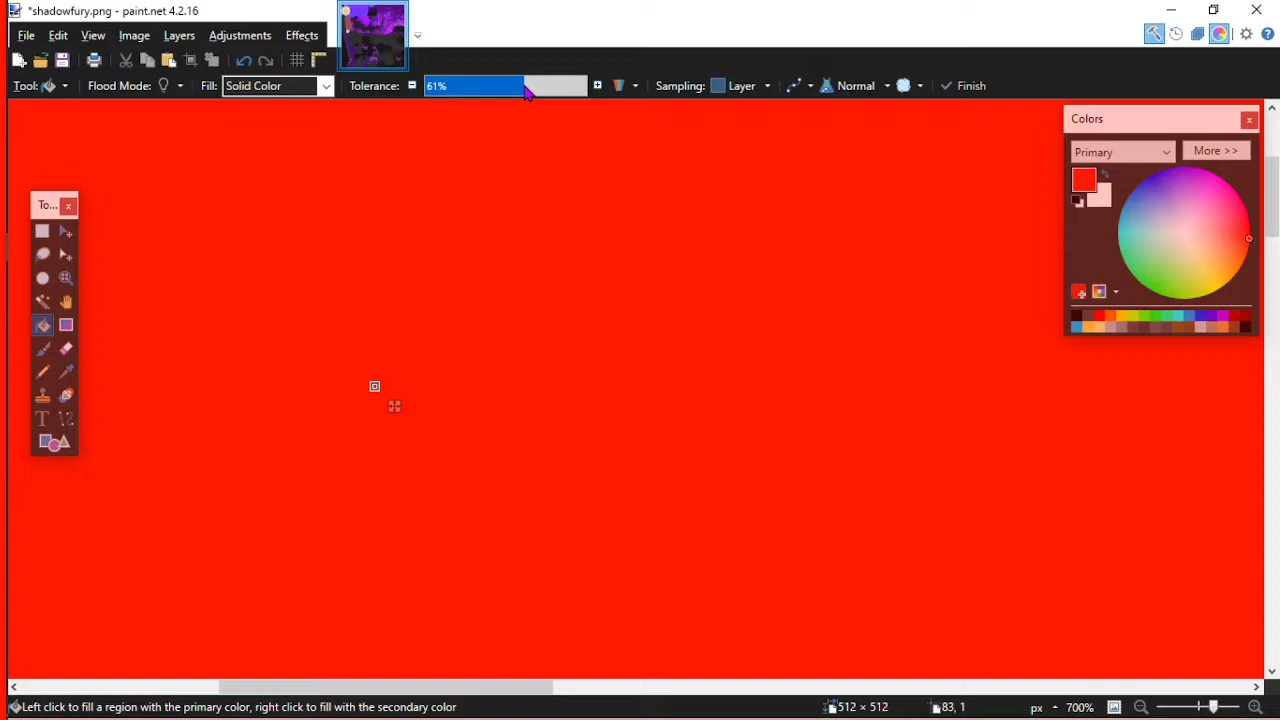 *shadowfury.png - paint.net 4.2.16
File Edit View Image Layers Adjustments Effects
Tool: Flood Mode: Fill: Solid Color Tolerance: 61% Sampling: Layer Normal Finish
Colors
Primary More >>
To...
Left click to fill a region with the primary color, right click to fill with the secondary color 512 × 512 83, 1 px 700%